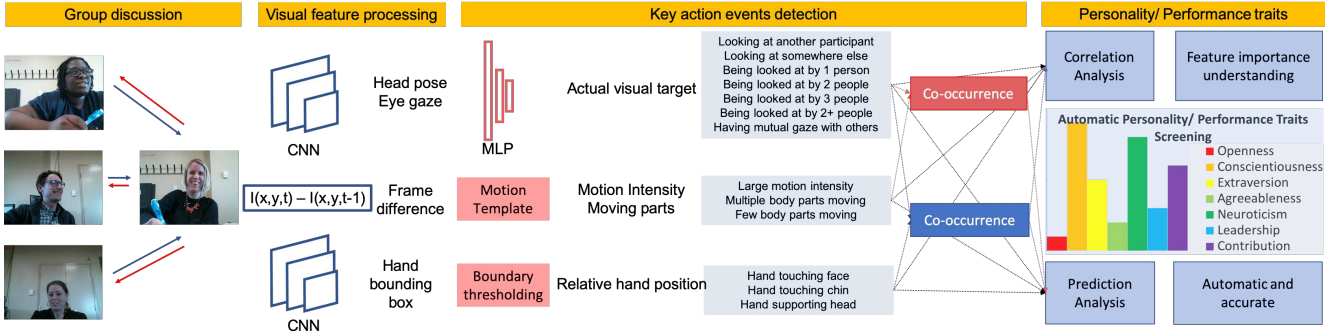 Group discussion
Visual feature processing
Key action events detection
Personality/ Performance traits
CNN
Head pose
Eye gaze
MLP
Actual visual target
Looking at another participant
Looking at somewhere else
Being looked at by 1 person
Being looked at by 2 people
Being looked at by 3 people
Being looked at by 2+ people
Having mutual gaze with others
I(x,y,t) – I(x,y,t-1)
Frame
difference
Motion
Template
Motion Intensity
Moving parts
Large motion intensity
Multiple body parts moving
Few body parts moving
CNN
Hand
bounding
box
Boundary
thresholding
Relative hand position
Hand touching face
Hand touching chin
Hand supporting head
Co-occurrence
Co-occurrence
Correlation
Analysis
Feature importance
understanding
Automatic Personality/ Performance Traits
Screening
Openness
Conscientiousness
Extraversion
Agreeableness
Neuroticism
Leadership
Contribution
Prediction
Analysis
Automatic and
accurate